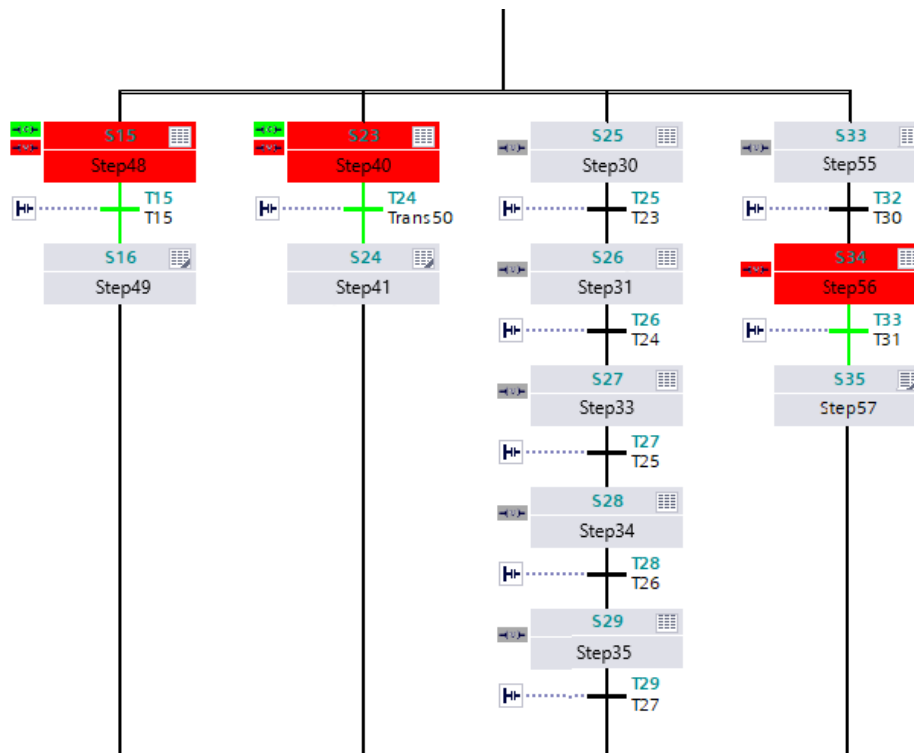 S15
Step48
T15
T15
S16
Step49
S23
Step40
T24
Trans50
S24
Step41
S25
Step30
T25
T23
S26
Step31
T26
T24
S27
Step33
T27
T25
S28
Step34
T28
T26
S29
Step35
T29
T27
S33
Step55
T32
T30
S34
Step56
T33
T31
S35
Step57